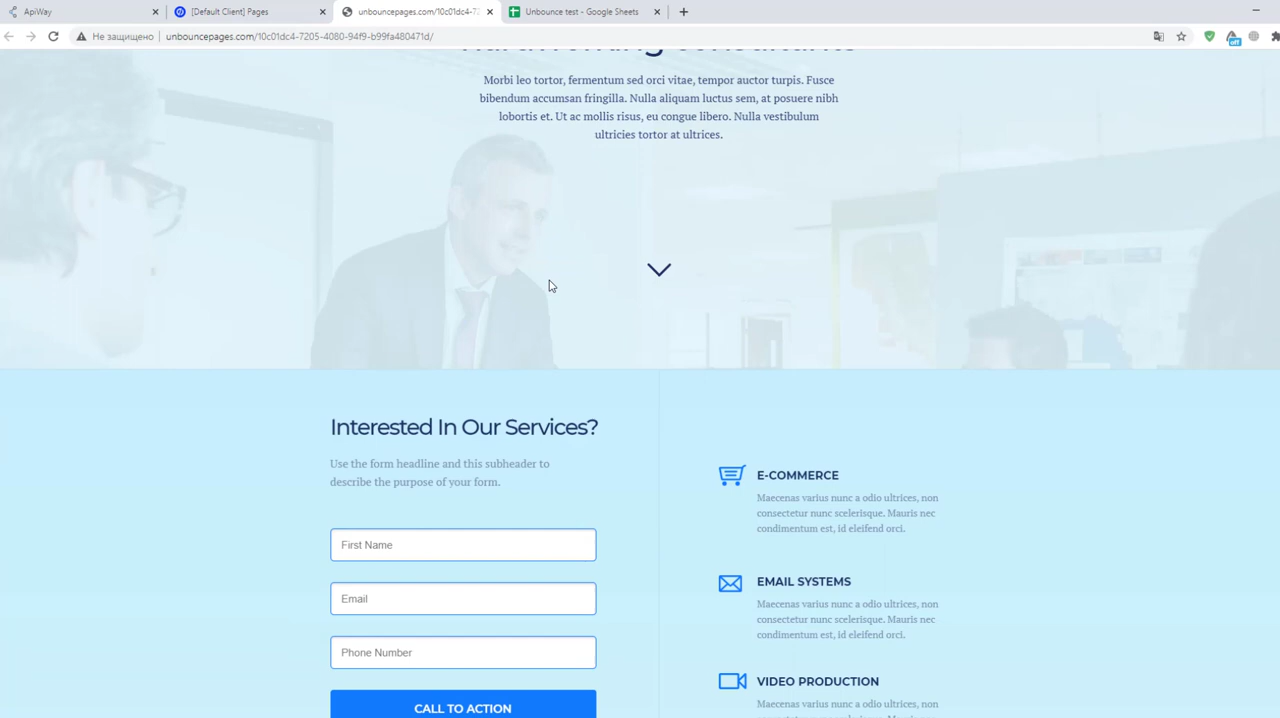 ApiWay
[Default Client] Pages
unbouncepages.com/10c01dc4-72
Unbounce test - Google Sheets
Не защищено
unbouncepages.com/10c01dc4-7205-4080-94f9-b99fa480471d/
off
Hardworking Consultants
Morbi leo tortor, fermentum sed orci vitae, tempor auctor turpis. Fusce
bibendum accumsan fringilla. Nulla aliquam luctus sem, at posuere nibh
lobortis et. Ut ac mollis risus, eu congue libero. Nulla vestibulum
ultricies tortor at ultrices.
Interested In Our Services?
Use the form headline and this subheader to
describe the purpose of your form.
First Name
Email
Phone Number
CALL TO ACTION
E-COMMERCE
Maecenas varius nunc a odio ultrices, non
consectetur nunc scelerisque. Mauris nec
condimentum est, id eleifend orci.
EMAIL SYSTEMS
Maecenas varius nunc a odio ultrices, non
consectetur nunc scelerisque. Mauris nec
condimentum est, id eleifend orci.
VIDEO PRODUCTION
Maecenas varius nunc a odio ultrices, non